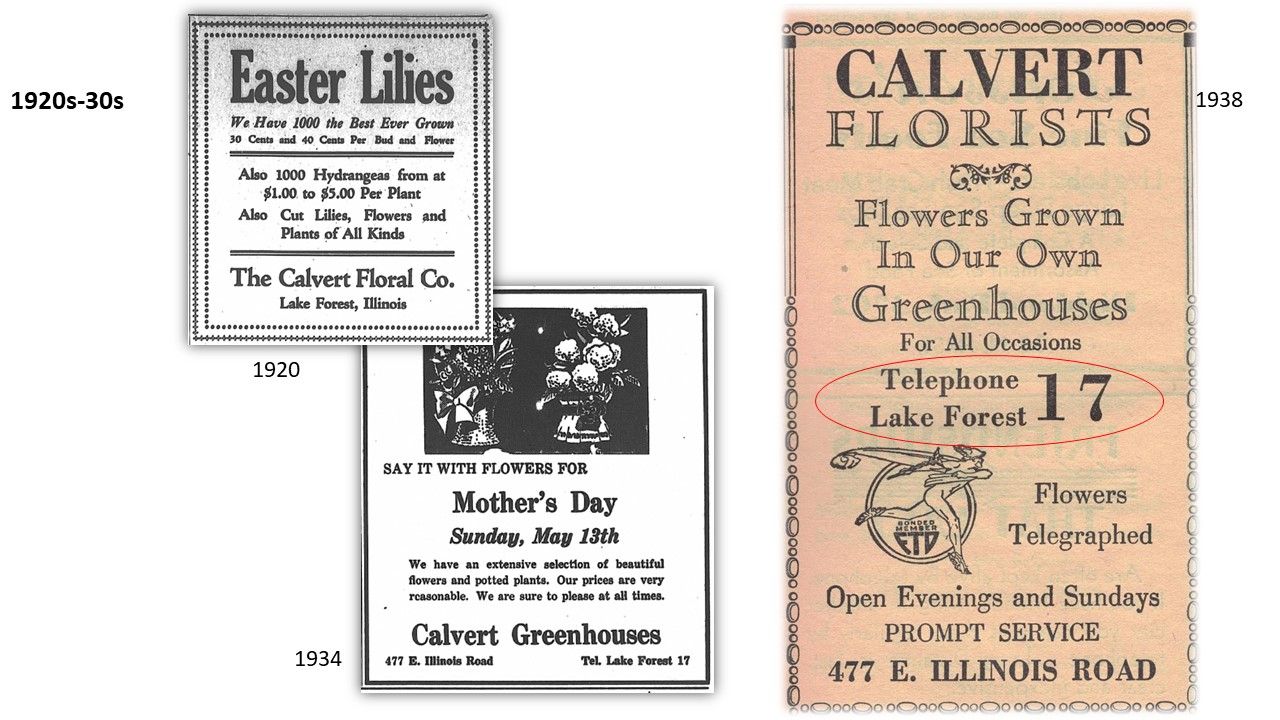 1920s-30s
Easter Lilies
We Have 1000 the Best Ever Grown
30 Cents and 40 Cents Per Bud and Flower
Also 1000 Hydrangeas from at
$1.00 to $5.00 Per Plant
Also Cut Lilies, Flowers and
Plants of All Kinds
The Calvert Floral Co.
Lake Forest, Illinois
1920
SAY IT WITH FLOWERS FOR
Mother's Day
Sunday, May 13th
We have an extensive selection of beautiful
flowers and potted plants. Our prices are very
reasonable. We are sure to please at all times.
Calvert Greenhouses
477 E. Illinois Road Tel. Lake Forest 17
1934
CALVERT
FLORISTS
Flowers Grown
In Our Own
Greenhouses
For All Occasions
Telephone
Lake Forest 17
BONDED
MEMBER
FTD
Flowers
Telegraphed
Open Evenings and Sundays
PROMPT SERVICE
477 E. ILLINOIS ROAD
1938